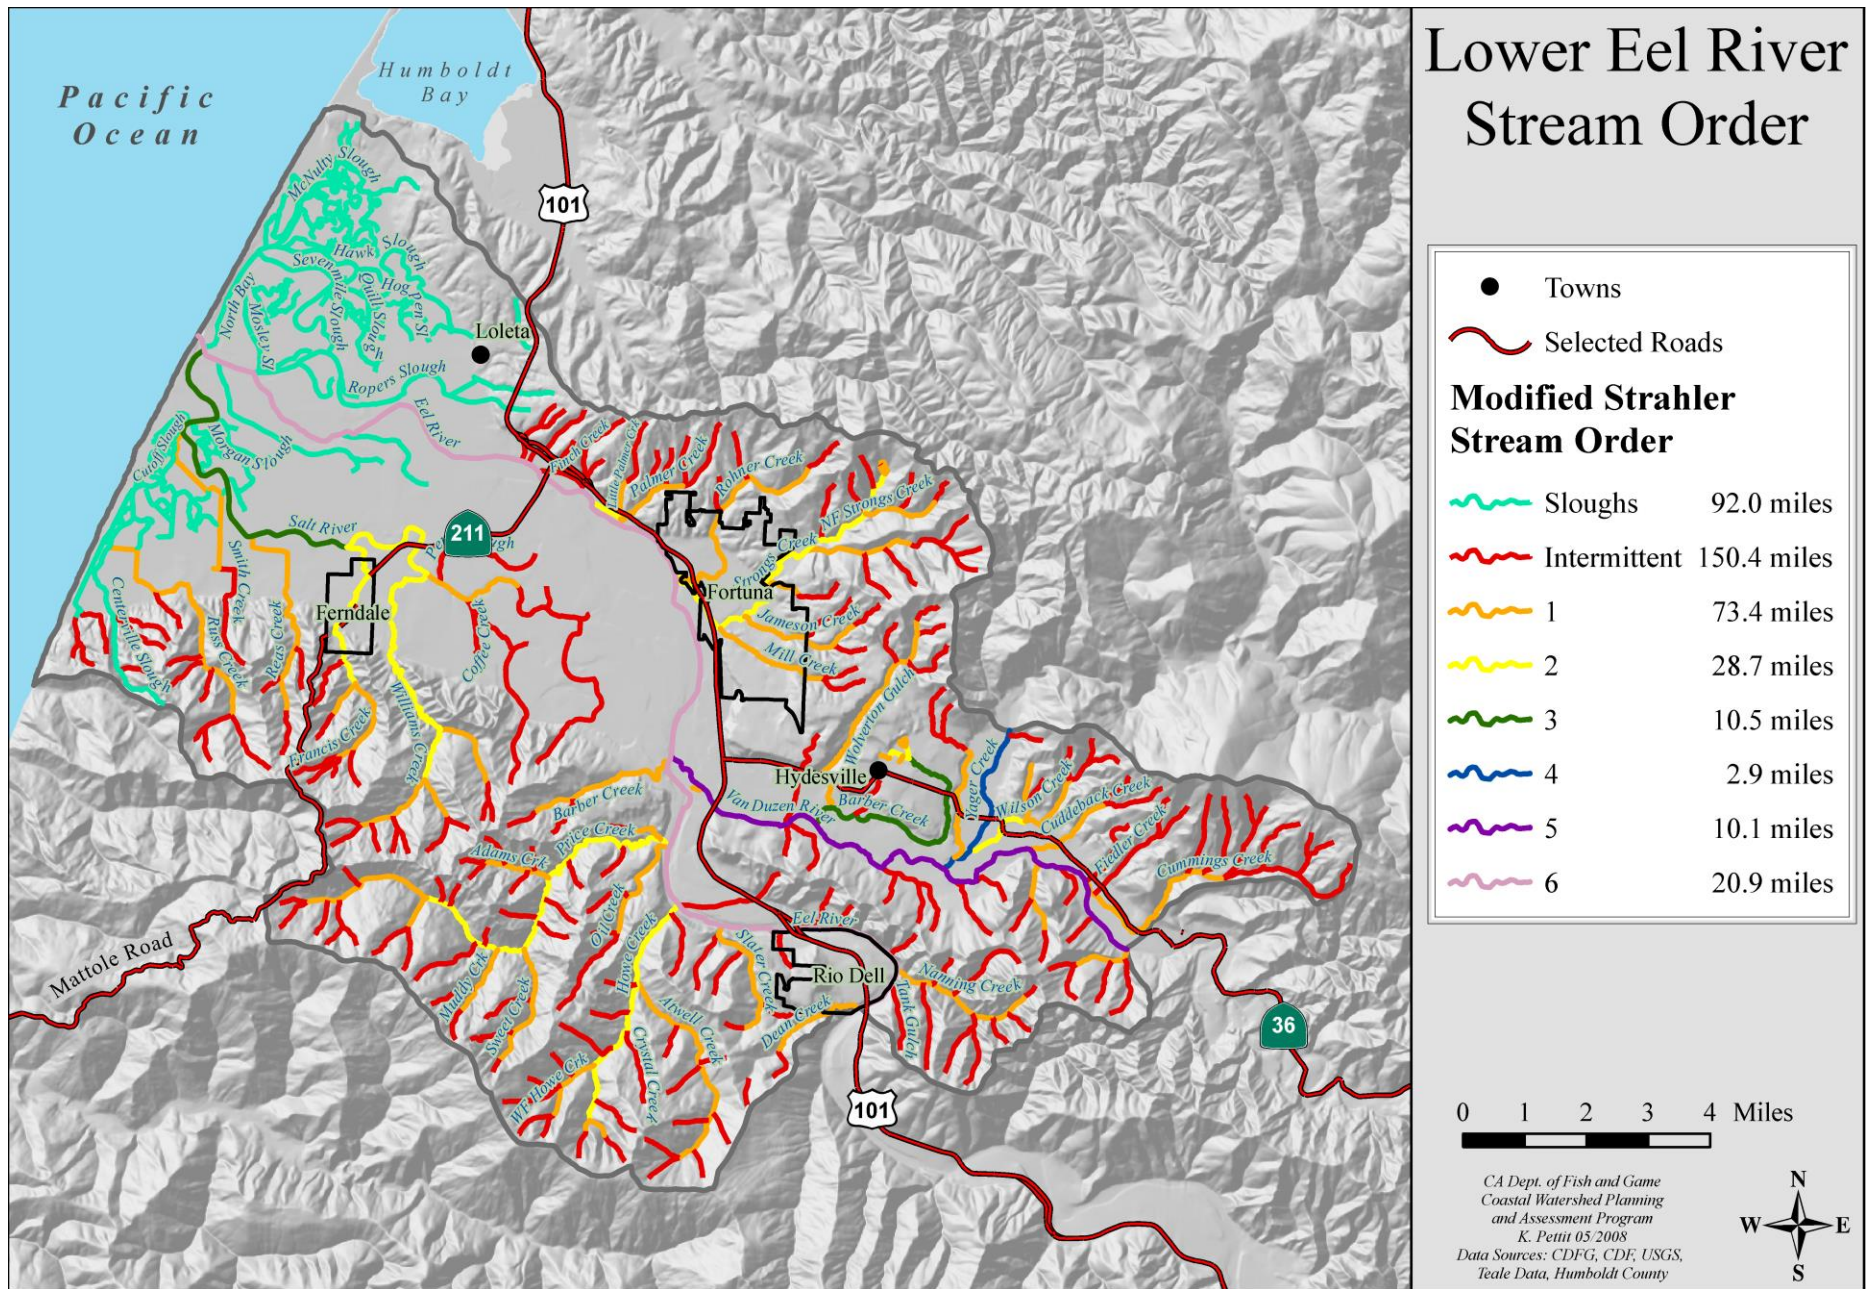 Lower Eel River
Stream Order
Pacific
Ocean
Humboldt
Bay
101
McNulty Slough
Hawk Slough
Sevenmile Slough
Quill Slough
Hog Pen Sl
North Bay
Mosley Sl
Loleta
Ropers Slough
Eel River
Cutoff Slough
Morgan Slough
Salt River
211
Finch Creek
Little Palmer Crk
Palmer Creek
Rohner Creek
NF Strongs Creek
Strongs Creek
Fortuna
Jameson Creek
Mill Creek
Wolverton Gulch
Centerville Slough
Smith Creek
Russ Creek
Reas Creek
Ferndale
Francis Creek
Williams Creek
Coffee Creek
Hydesville
Yager Creek
Wilson Creek
Cuddeback Creek
Fiedler Creek
Cummings Creek
Van Duzen River
Barber Creek
Barber Creek
Price Creek
Adams Crk
Oil Creek
Howe Creek
Muddy Crk
Sweet Creek
WF Howe Crk
Crystal Creek
Atwell Creek
Slater Creek
Eel River
Rio Dell
Dean Creek
Tank Gulch
Nanning Creek
Mattole Road
36
101
Towns
Selected Roads
Modified Strahler
Stream Order
Sloughs 92.0 miles
Intermittent 150.4 miles
1 73.4 miles
2 28.7 miles
3 10.5 miles
4 2.9 miles
5 10.1 miles
6 20.9 miles
0 1 2 3 4 Miles
CA Dept. of Fish and Game
Coastal Watershed Planning
and Assessment Program
K. Pettit 05/2008
Data Sources: CDFG, CDF, USGS,
Teale Data, Humboldt County
N
W E
S